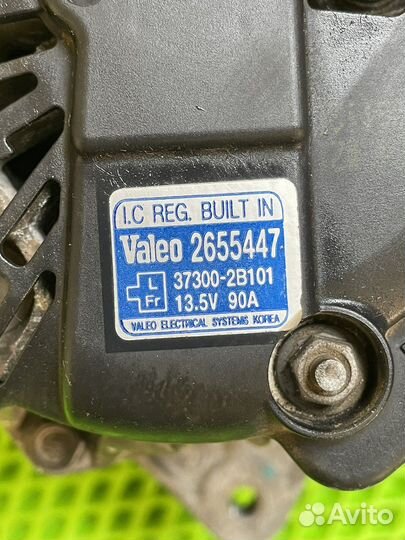 I.C REG. BUILT IN
Valeo 2655447
L 37300-2B101
Fr 13.5V 90A
VALEO ELECTRICAL SYSTEMS KOREA
Avito